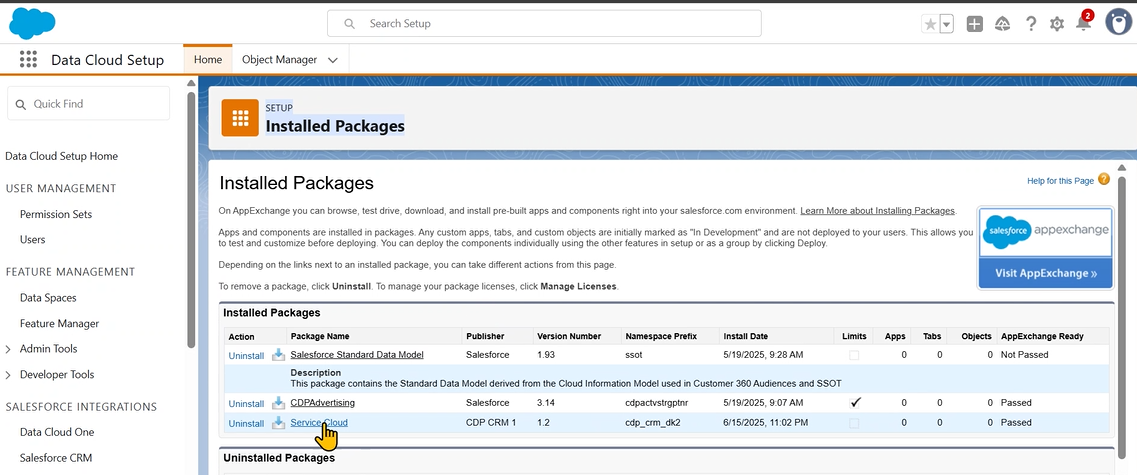 Search Setup
2
Data Cloud Setup
Home
Object Manager
Quick Find
Data Cloud Setup Home
USER MANAGEMENT
Permission Sets
Users
FEATURE MANAGEMENT
Data Spaces
Feature Manager
Admin Tools
Developer Tools
SALESFORCE INTEGRATIONS
Data Cloud One
Salesforce CRM
SETUP
Installed Packages
Installed Packages
Help for this Page ?
On AppExchange you can browse, test drive, download, and install pre-built apps and components right into your salesforce.com environment. Learn More about Installing Packages.
Apps and components are installed in packages. Any custom apps, tabs, and custom objects are initially marked as "In Development" and are not deployed to your users. This allows you
to test and customize before deploying. You can deploy the components individually using the other features in setup or as a group by clicking Deploy.
Depending on the links next to an installed package, you can take different actions from this page.
To remove a package, click Uninstall. To manage your package licenses, click Manage Licenses.
salesforce appexchange
Visit AppExchange »
Installed Packages
Action Package Name Publisher Version Number Namespace Prefix Install Date Limits Apps Tabs Objects AppExchange Ready
Uninstall Salesforce Standard Data Model Salesforce 1.93 ssot 5/19/2025, 9:28 AM 0 0 0 Not Passed
Description
This package contains the Standard Data Model derived from the Cloud Information Model used in Customer 360 Audiences and SSOT
Uninstall CDPAdvertising Salesforce 3.14 cdpactvstrgptnr 5/19/2025, 9:07 AM ✓ 0 0 0 Passed
Uninstall Service Cloud CDP CRM 1 1.2 cdp_crm_dk2 6/15/2025, 11:02 PM 0 0 0 Passed
Uninstalled Packages